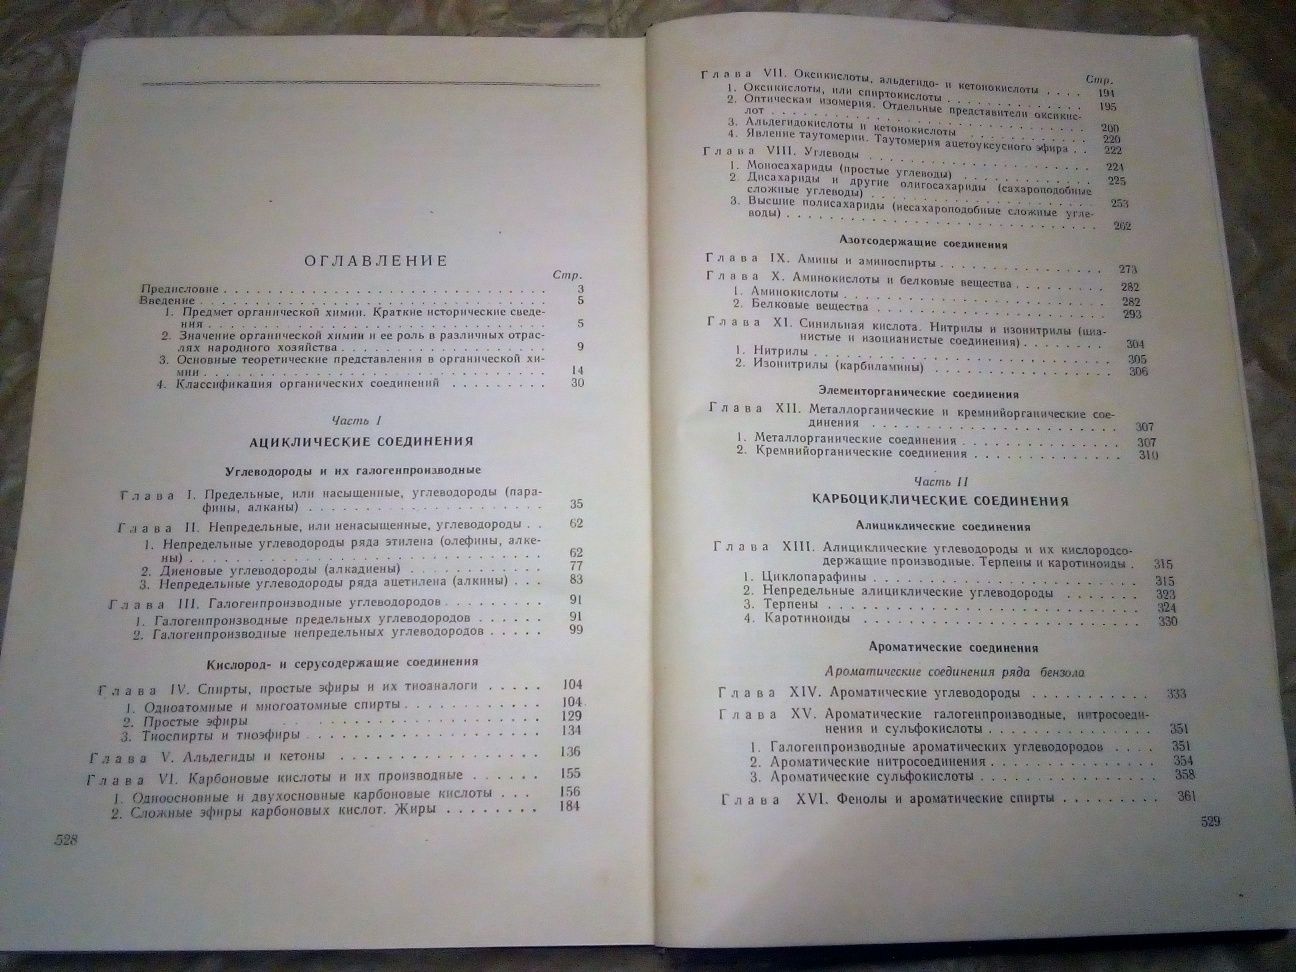 ОГЛАВЛЕНИЕ
Стр.
Предисловие . . . . . . . . . . . . . . . . . . . . . . . . . . . . . 3
Введение . . . . . . . . . . . . . . . . . . . . . . . . . . . . . . . 5
1. Предмет органической химии. Краткие исторические сведе-
ния . . . . . . . . . . . . . . . . . . . . . . . . . . . . . . . 5
2. Значение органической химии и ее роль в различных отрас-
лях народного хозяйства . . . . . . . . . . . . . . . . . . 9
3. Основные теоретические представления в органической хи-
мии . . . . . . . . . . . . . . . . . . . . . . . . . . . . . . . 14
4. Классификация органических соединений . . . . . . . . . 30
Часть I
АЦИКЛИЧЕСКИЕ СОЕДИНЕНИЯ
Углеводороды и их галогенпроизводные
Глава I. Предельные, или насыщенные, углеводороды (пара-
фины, алканы) . . . . . . . . . . . . . . . . . . . . 35
Глава II. Непредельные, или ненасыщенные, углеводороды . . 62
1. Непредельные углеводороды ряда этилена (олефины, алке-
ны) . . . . . . . . . . . . . . . . . . . . . . . . . . . . . . 62
2. Диеновые углеводороды (алкадиены) . . . . . . . . . . . 77
3. Непредельные углеводороды ряда ацетилена (алкины) . . . 83
Глава III. Галогенпроизводные углеводородов . . . . . . . . 91
1. Галогенпроизводные предельных углеводородов . . . . . . 91
2. Галогенпроизводные непредельных углеводородов . . . . . 99
Кислород- и серусодержащие соединения
Глава IV. Спирты, простые эфиры и их тиоаналоги . . . . . 104
1. Одноатомные и многоатомные спирты . . . . . . . . . . . 104
2. Простые эфиры . . . . . . . . . . . . . . . . . . . . . . 129
3. Тиоспирты и тиоэфиры . . . . . . . . . . . . . . . . . . 134
Глава V. Альдегиды и кетоны . . . . . . . . . . . . . . . . 136
Глава VI. Карбоновые кислоты и их производные . . . . . . 155
1. Одноосновные и двухосновные карбоновые кислоты . . . 156
2. Сложные эфиры карбоновых кислот. Жиры . . . . . . . . 184
528
Стр.
Глава VII. Оксикислоты, альдегидо- и кетонокислоты . . . . 194
1. Оксикислоты, или спиртокислоты . . . . . . . . . . . . . 195
2. Оптическая изомерия. Отдельные представители оксикис-
лот . . . . . . . . . . . . . . . . . . . . . . . . . . . . . . 200
3. Альдегидокислоты и кетонокислоты . . . . . . . . . . . . 220
4. Явление таутомерии. Таутомерия ацетоуксусного эфира . . 222
Глава VIII. Углеводы . . . . . . . . . . . . . . . . . . . . 224
1. Моносахариды (простые углеводы) . . . . . . . . . . . . 225
2. Дисахариды и другие олигосахариды (сахароподобные
сложные углеводы) . . . . . . . . . . . . . . . . . . . . 253
3. Высшие полисахариды (несахароподобные сложные угле-
воды) . . . . . . . . . . . . . . . . . . . . . . . . . . . . 262
Азотсодержащие соединения
Глава IX. Амины и аминоспирты . . . . . . . . . . . . . . . 273
Глава X. Аминокислоты и белковые вещества . . . . . . . . . 282
1. Аминокислоты . . . . . . . . . . . . . . . . . . . . . . . 282
2. Белковые вещества . . . . . . . . . . . . . . . . . . . . 293
Глава XI. Синильная кислота. Нитрилы и изонитрилы (циа-
нистые и изоцианистые соединения) . . . . . . . . . 304
1. Нитрилы . . . . . . . . . . . . . . . . . . . . . . . . . . 305
2. Изонитрилы (карбиламины) . . . . . . . . . . . . . . . . 306
Элементорганические соединения
Глава XII. Металлорганические и кремнийорганические сое-
динения . . . . . . . . . . . . . . . . . . . . . . . 307
1. Металлорганические соединения . . . . . . . . . . . . . . 307
2. Кремнийорганические соединения . . . . . . . . . . . . . 310
Часть II
КАРБОЦИКЛИЧЕСКИЕ СОЕДИНЕНИЯ
Алициклические соединения
Глава XIII. Алициклические углеводороды и их кислородсо-
держащие производные. Терпены и каротиноиды . 315
1. Циклопарафины . . . . . . . . . . . . . . . . . . . . . . 315
2. Непредельные алициклические углеводороды . . . . . . . 323
3. Терпены . . . . . . . . . . . . . . . . . . . . . . . . . . 324
4. Каротиноиды . . . . . . . . . . . . . . . . . . . . . . . 330
Ароматические соединения
Ароматические соединения ряда бензола
Глава XIV. Ароматические углеводороды . . . . . . . . . . . 333
Глава XV. Ароматические галогенпроизводные, нитросоеди-
нения и сульфокислоты . . . . . . . . . . . . . . . . 351
1. Галогенпроизводные ароматических углеводородов . . . . 351
2. Ароматические нитросоединения . . . . . . . . . . . . . . 354
3. Ароматические сульфокислоты . . . . . . . . . . . . . . . 358
Глава XVI. Фенолы и ароматические спирты . . . . . . . . . 361
529